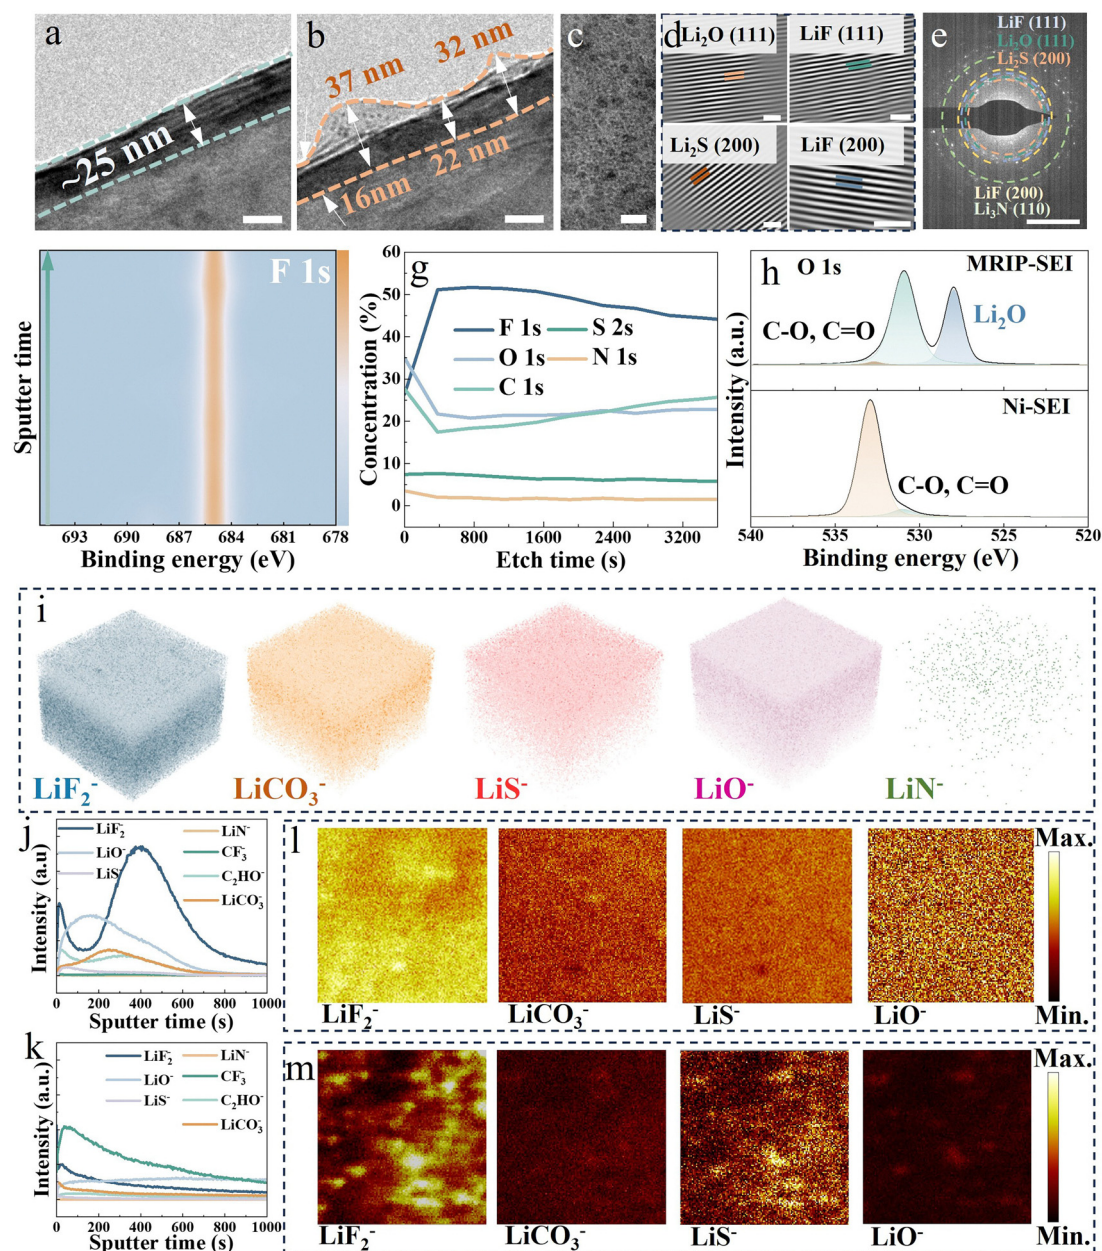 a
~25 nm
b
37 nm
32 nm
16nm
22 nm
c
d
Li₂O (111)
LiF (111)
Li₂S (200)
LiF (200)
e
LiF (111)
Li₂O (111)
Li₂S (200)
LiF (200)
Li₃N (110)
F 1s
Sputter time
693 690 687 684 681 678
Binding energy (eV)
g
60
50
40
30
20
10
0
Concentration (%)
F 1s
O 1s
C 1s
S 2s
N 1s
0 800 1600 2400 3200
Etch time (s)
h
O 1s
MRIP-SEI
C-O, C=O
Li₂O
Ni-SEI
C-O, C=O
Intensity (a.u.)
540 535 530 525 520
Binding energy (eV)
i
LiF₂⁻
LiCO₃⁻
LiS⁻
LiO⁻
LiN⁻
j
LiF₂⁻
LiO⁻
LiS⁻
LiN⁻
CF₃⁻
C₂HO⁻
LiCO₃⁻
Intensity (a.u)
0 200 400 600 800 1000
Sputter time (s)
k
LiF₂⁻
LiO⁻
LiS⁻
LiN⁻
CF₃⁻
C₂HO⁻
LiCO₃⁻
Intensity (a.u.)
0 200 400 600 800 1000
Sputter time (s)
l
Max.
Min.
LiF₂⁻
LiCO₃⁻
LiS⁻
LiO⁻
m
Max.
Min.
LiF₂⁻
LiCO₃⁻
LiS⁻
LiO⁻